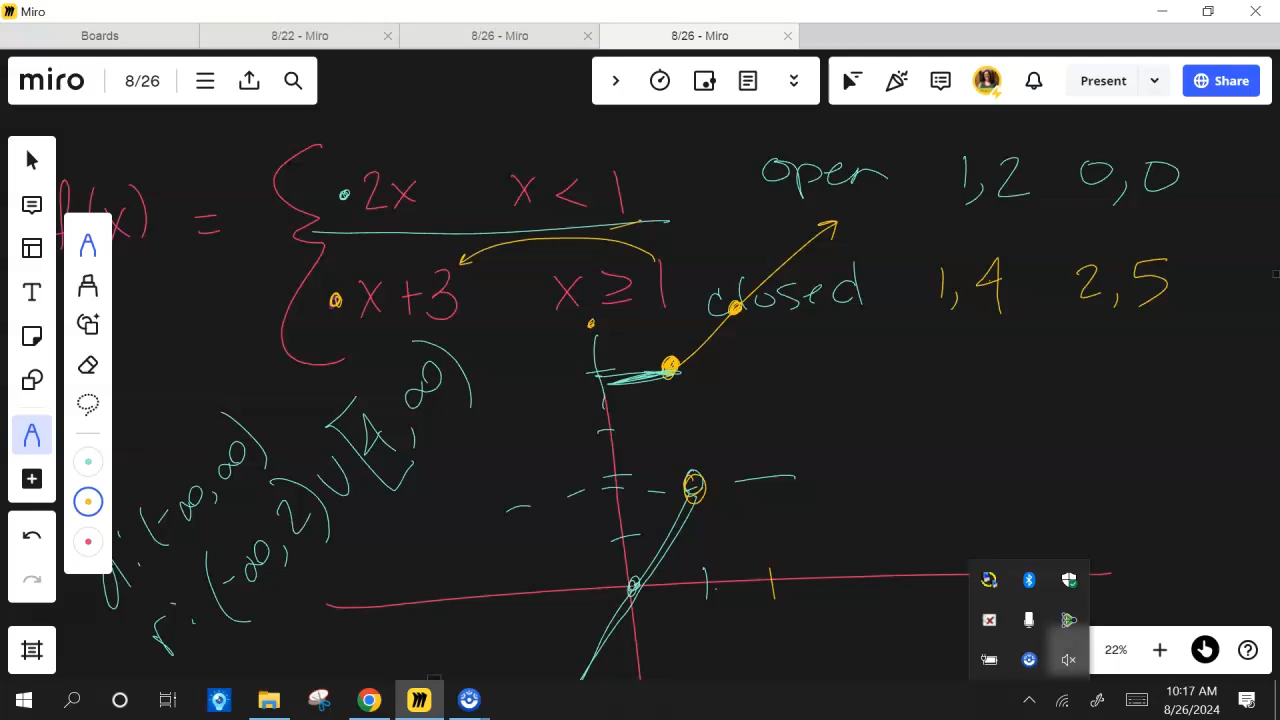 Miro
Boards
8/22 - Miro
8/26 - Miro
8/26 - Miro
miro 8/26
Present
Share
f(x) = { 2x x < 1
x + 3 x ≥ 1
open 1, 2 0, 0
closed 1, 4 2, 5
D: (-∞, ∞)
r: (-∞, 2) ∪ [4, ∞)
1
22%
10:17 AM
8/26/2024